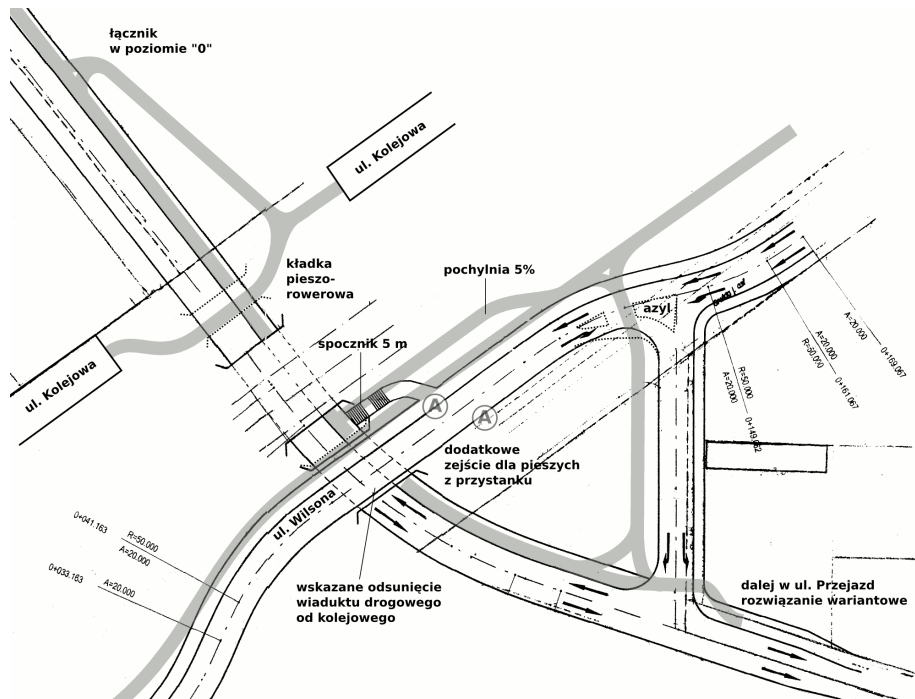 łącznik
w poziomie "0"
ul. Kolejowa
kładka
pieszo-
rowerowa
pochylnia 5%
azyl
spocznik 5 m
ul. Kolejowa
A
A
A=20.000
0+169.067
A=20.000
R=50.000
0+161.067
R=50.000
A=20.000
dodatkowe
zejście dla pieszych
z przystanku
ul. Wilsona
0+041.163
R=50.000
A=20.000
0+033.163
A=20.000
wskazane odsunięcie
wiaduktu drogowego
od kolejowego
dalej w ul. Przejazd
rozwiązanie wariantowe